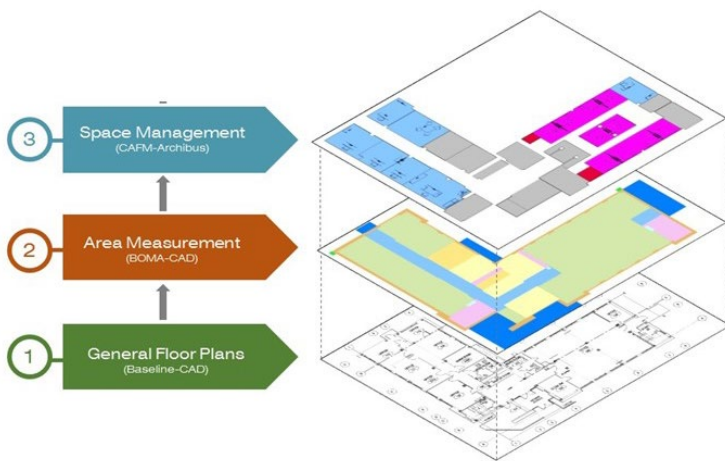 3
Space Management
(CAFM-Archibus)
2
Area Measurement
(BOMA-CAD)
1
General Floor Plans
(Baseline-CAD)